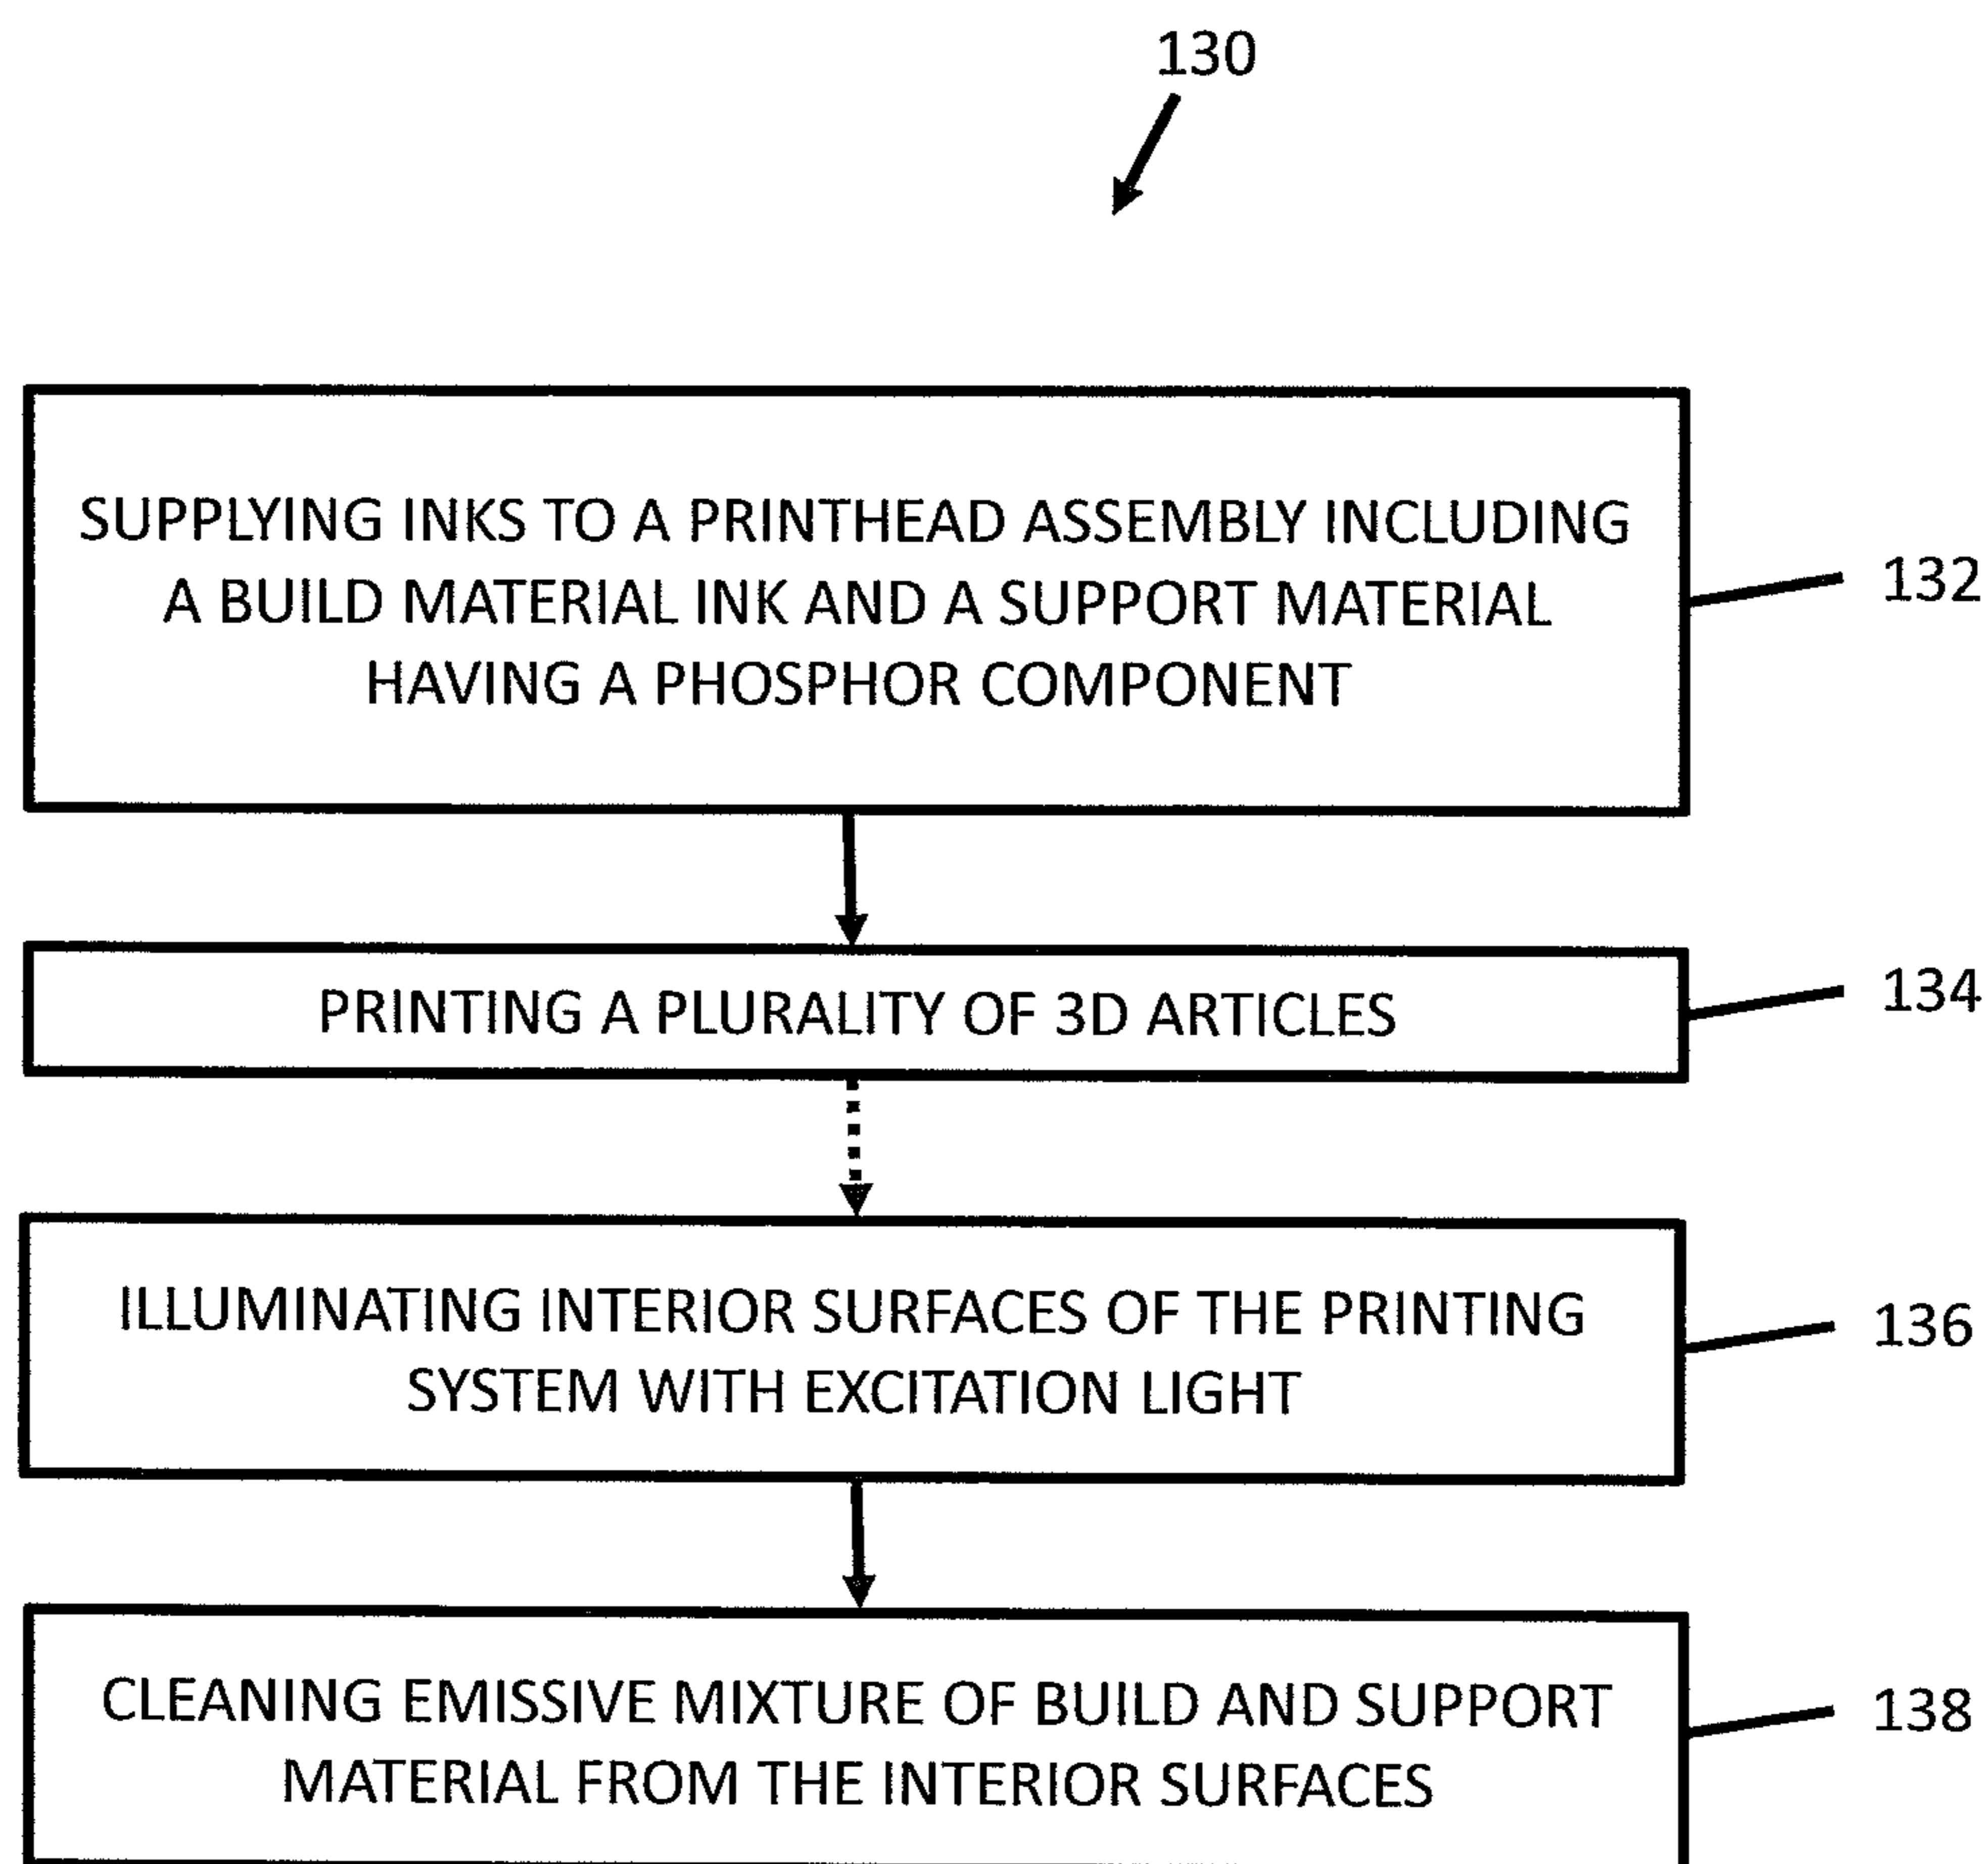 130
SUPPLYING INKS TO A PRINTHEAD ASSEMBLY INCLUDING
A BUILD MATERIAL INK AND A SUPPORT MATERIAL
HAVING A PHOSPHOR COMPONENT
132
PRINTING A PLURALITY OF 3D ARTICLES
134
ILLUMINATING INTERIOR SURFACES OF THE PRINTING
SYSTEM WITH EXCITATION LIGHT
136
CLEANING EMISSIVE MIXTURE OF BUILD AND SUPPORT
MATERIAL FROM THE INTERIOR SURFACES
138